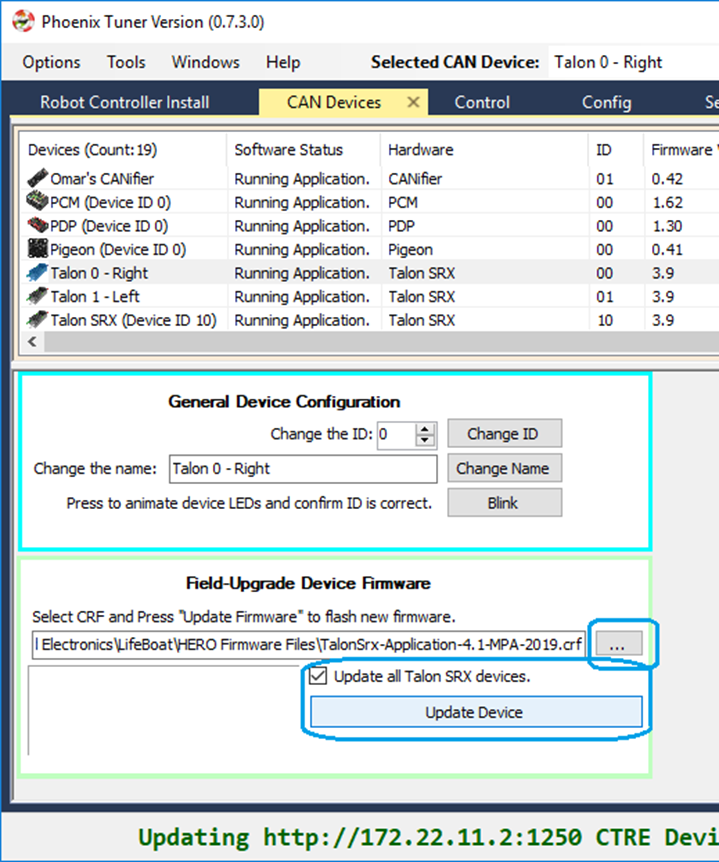 Phoenix Tuner Version (0.7.3.0)
Options Tools Windows Help Selected CAN Device: Talon 0 - Right
Robot Controller Install CAN Devices × Control Config Se
Devices (Count:19) Software Status Hardware ID Firmware
Omar's CANifier Running Application. CANifier 01 0.42
PCM (Device ID 0) Running Application. PCM 00 1.62
PDP (Device ID 0) Running Application. PDP 00 1.30
Pigeon (Device ID 0) Running Application. Pigeon 00 0.41
Talon 0 - Right Running Application. Talon SRX 00 3.9
Talon 1 - Left Running Application. Talon SRX 01 3.9
Talon SRX (Device ID 10) Running Application. Talon SRX 10 3.9
General Device Configuration
Change the ID: 0 Change ID
Change the name: Talon 0 - Right Change Name
Press to animate device LEDs and confirm ID is correct. Blink
Field-Upgrade Device Firmware
Select CRF and Press "Update Firmware" to flash new firmware.
l Electronics\LifeBoat\HERO Firmware Files\TalonSrx-Application-4.1-MPA-2019.crf ...
Update all Talon SRX devices.
Update Device
Updating http://172.22.11.2:1250 CTRE Devi